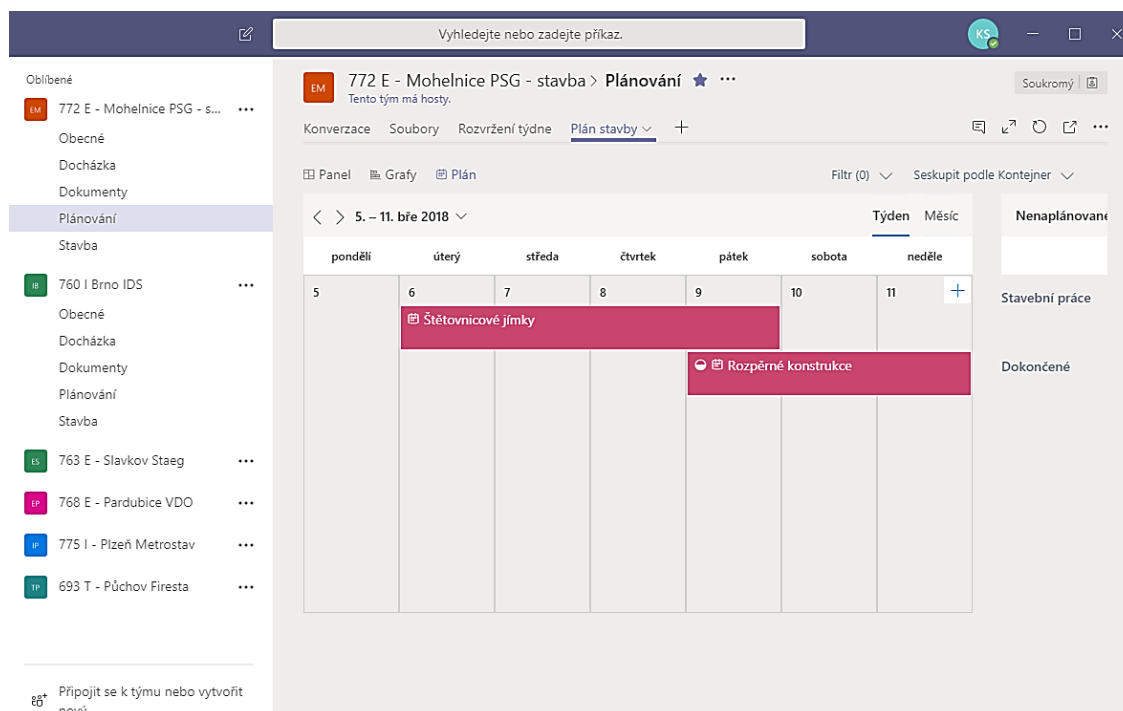 Vyhledejte nebo zadejte příkaz.
KS
Oblíbené
EM
772 E - Mohelnice PSG - s...
Obecné
Docházka
Dokumenty
Plánování
Stavba
IB
760 I Brno IDS
Obecné
Docházka
Dokumenty
Plánování
Stavba
ES
763 E - Slavkov Staeg
EP
768 E - Pardubice VDO
IP
775 I - Plzeň Metrostav
TP
693 T - Půchov Firesta
Připojit se k týmu nebo vytvořit
EM
772 E - Mohelnice PSG - stavba > Plánování
Tento tým má hosty.
Soukromý
Konverzace Soubory Rozvržení týdne Plán stavby
Panel Grafy Plán
Filtr (0) Seskupit podle Kontejner
5. – 11. bře 2018
Týden Měsíc
Nenaplánované
pondělí úterý středa čtvrtek pátek sobota neděle
5 6 7 8 9 10 11
Štětovnicové jímky
Rozpěrné konstrukce
Stavební práce
Dokončené